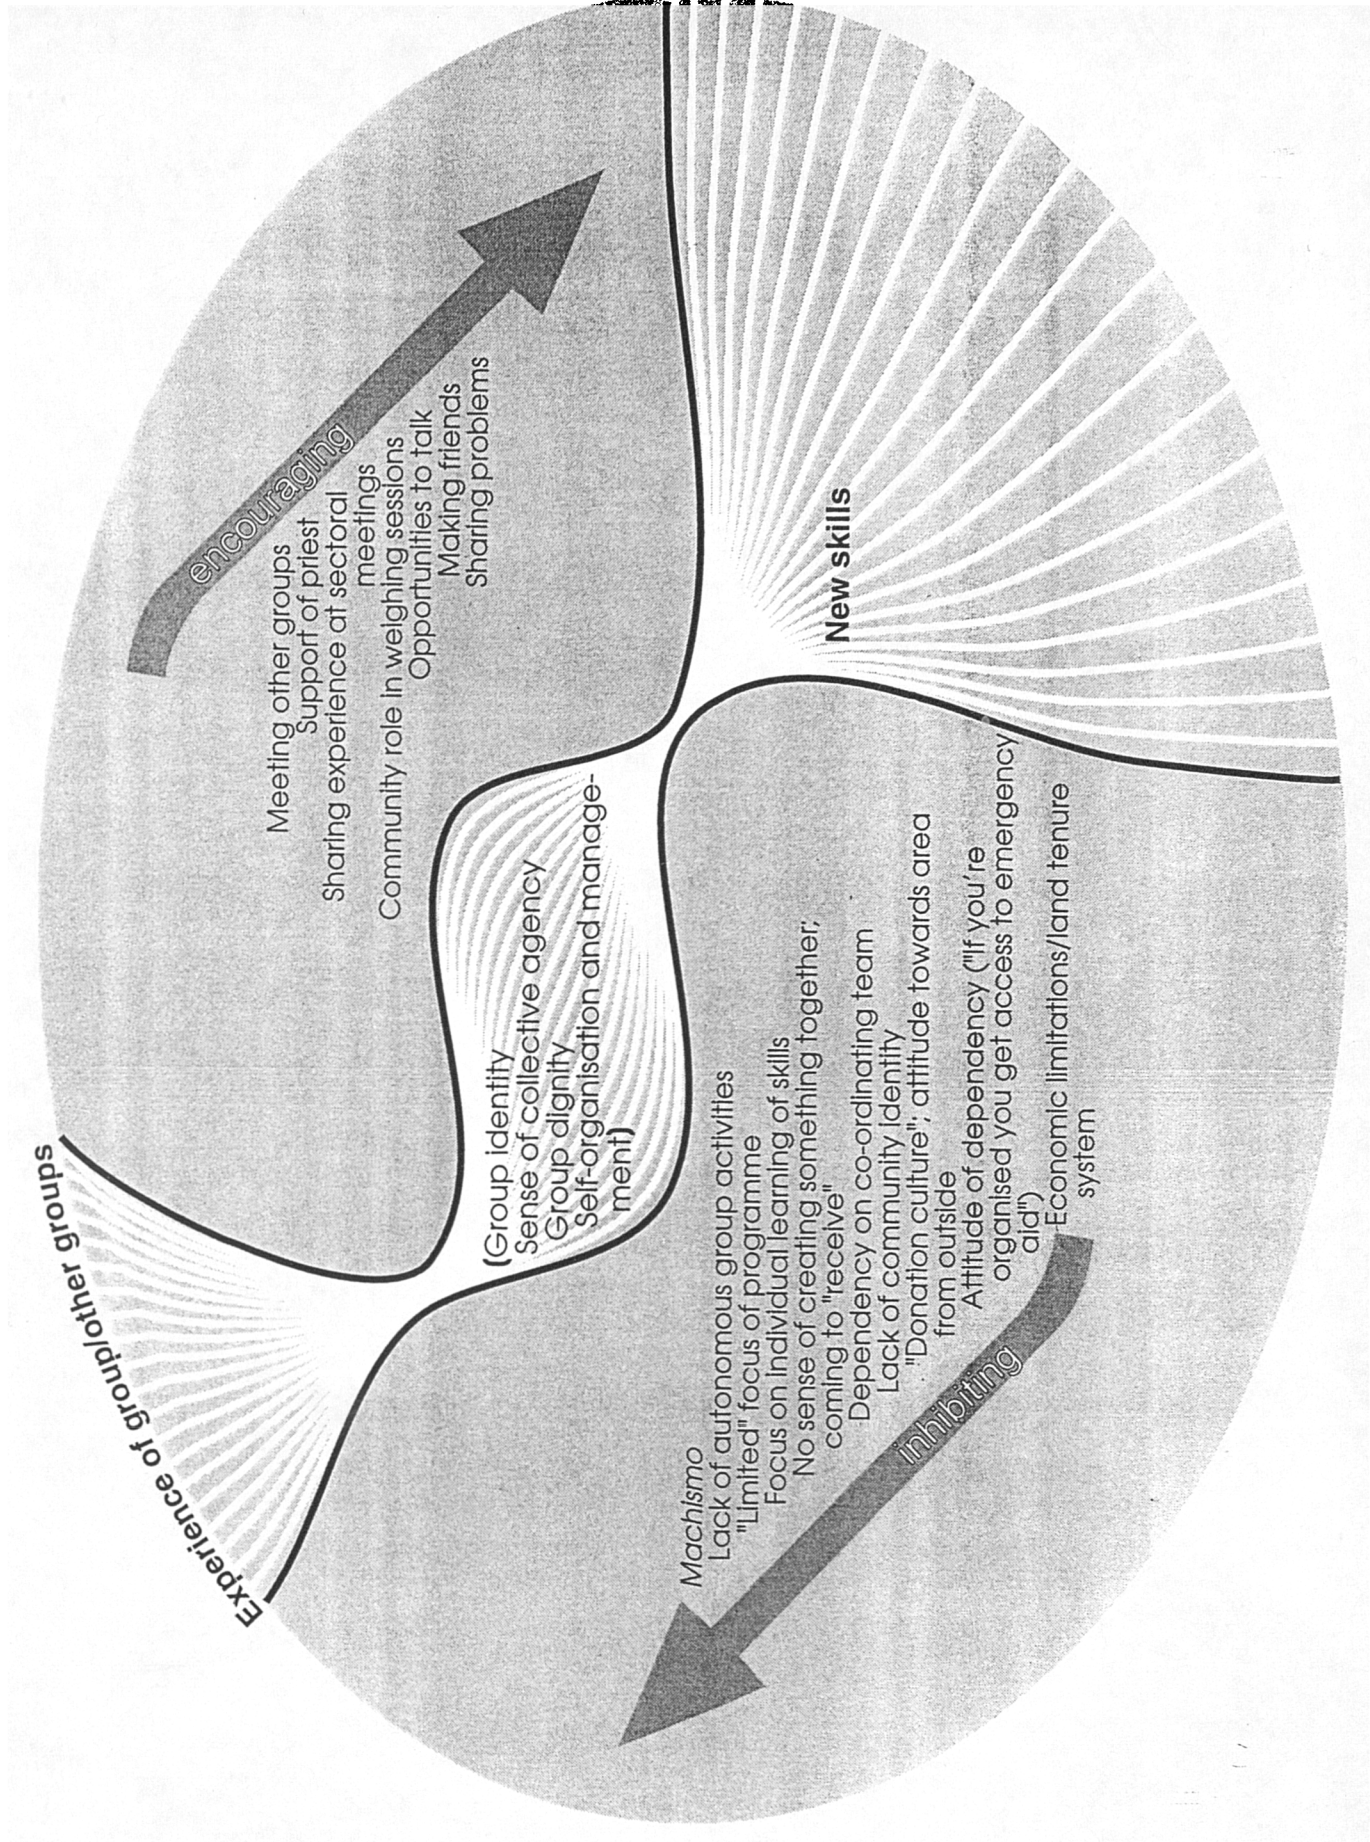 Experience of group/other groups
encouraging
Meeting other groups
Support of priest
Sharing experience at sectoral
meetings
Community role in weighing sessions
Opportunities to talk
Making friends
Sharing problems
(Group identity
Sense of collective agency
Group dignity
Self-organisation and manage-
ment)
New skills
Machismo
Lack of autonomous group activities
"Limited" focus of programme
Focus on individual learning of skills
No sense of creating something together;
coming to "receive"
Dependency on co-ordinating team
Lack of community identity
"Donation culture"; attitude towards area
from outside
Attitude of dependency ("If you're
organised you get access to emergency
aid")
Economic limitations/land tenure
system
inhibiting